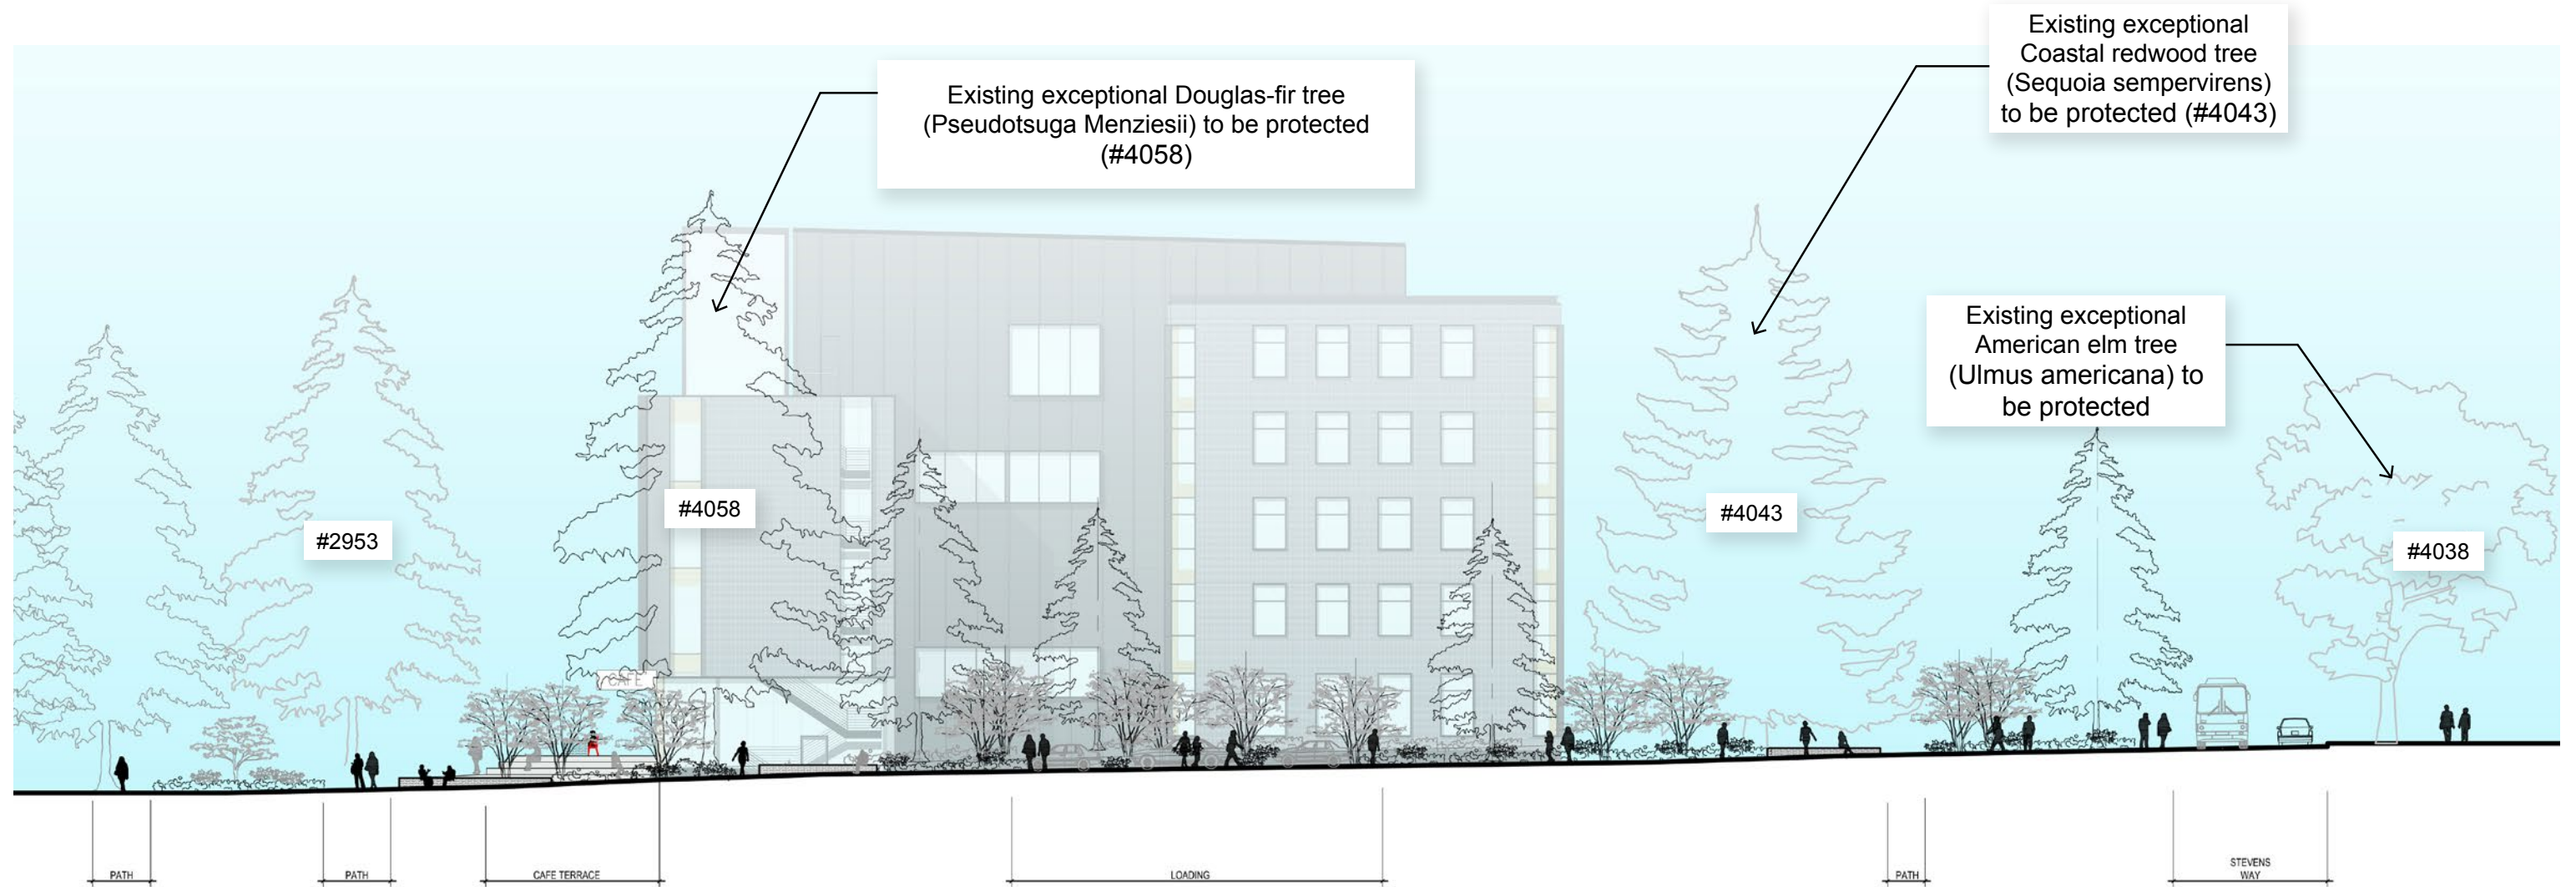 Existing exceptional
Coastal redwood tree
(Sequoia sempervirens)
to be protected (#4043)
Existing exceptional Douglas-fir tree
(Pseudotsuga Menziesii) to be protected
(#4058)
Existing exceptional
American elm tree
(Ulmus americana) to
be protected
#2953
#4058
#4043
#4038
CAFE
PATH
PATH
CAFE TERRACE
LOADING
PATH
STEVENS
WAY